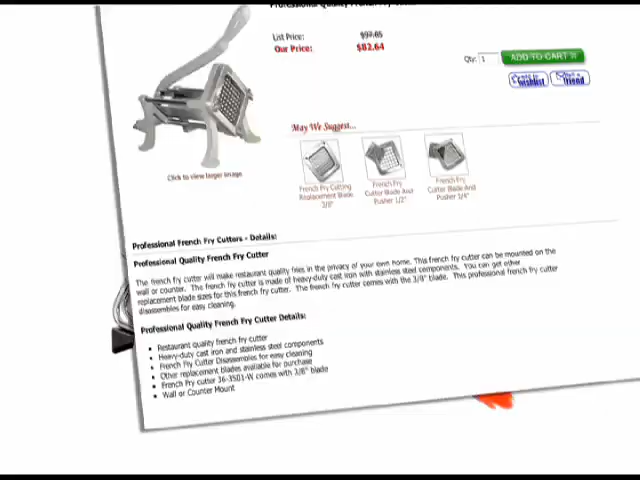 Professional Quality French Fry
List Price: $97.65
Our Price: $82.64
Qty: 1 ADD TO CART
wishlist friend
Click to view larger image
May We Suggest...
French Fry Cutting Replacement Blade 3/8"
French Fry Cutter Blade And Pusher 1/2"
French Fry Cutter Blade And Pusher 1/4"
Professional French Fry Cutters - Details:
Professional Quality French Fry Cutter
The french fry cutter will make restaurant quality fries in the privacy of your own home. This french fry cutter can be mounted on the
wall or counter. The french fry cutter is made of heavy-duty cast iron with stainless steel components. You can get other
replacement blade sizes for this french fry cutter. The french fry cutter comes with the 3/8" blade. This professional french fry cutter
disassembles for easy cleaning.
Professional Quality French Fry Cutter Details:
• Restaurant quality french fry cutter
• Heavy-duty cast iron and stainless steel components
• French Fry Cutter Disassembles for easy cleaning
• Other replacement blades available for purchase
• French Fry cutter 36-3501-W comes with 3/8" blade
• Wall or Counter Mount